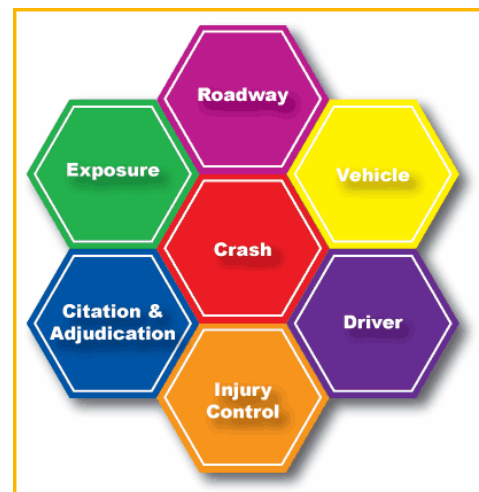 Roadway
Exposure
Vehicle
Crash
Citation &
Adjudication
Driver
Injury
Control